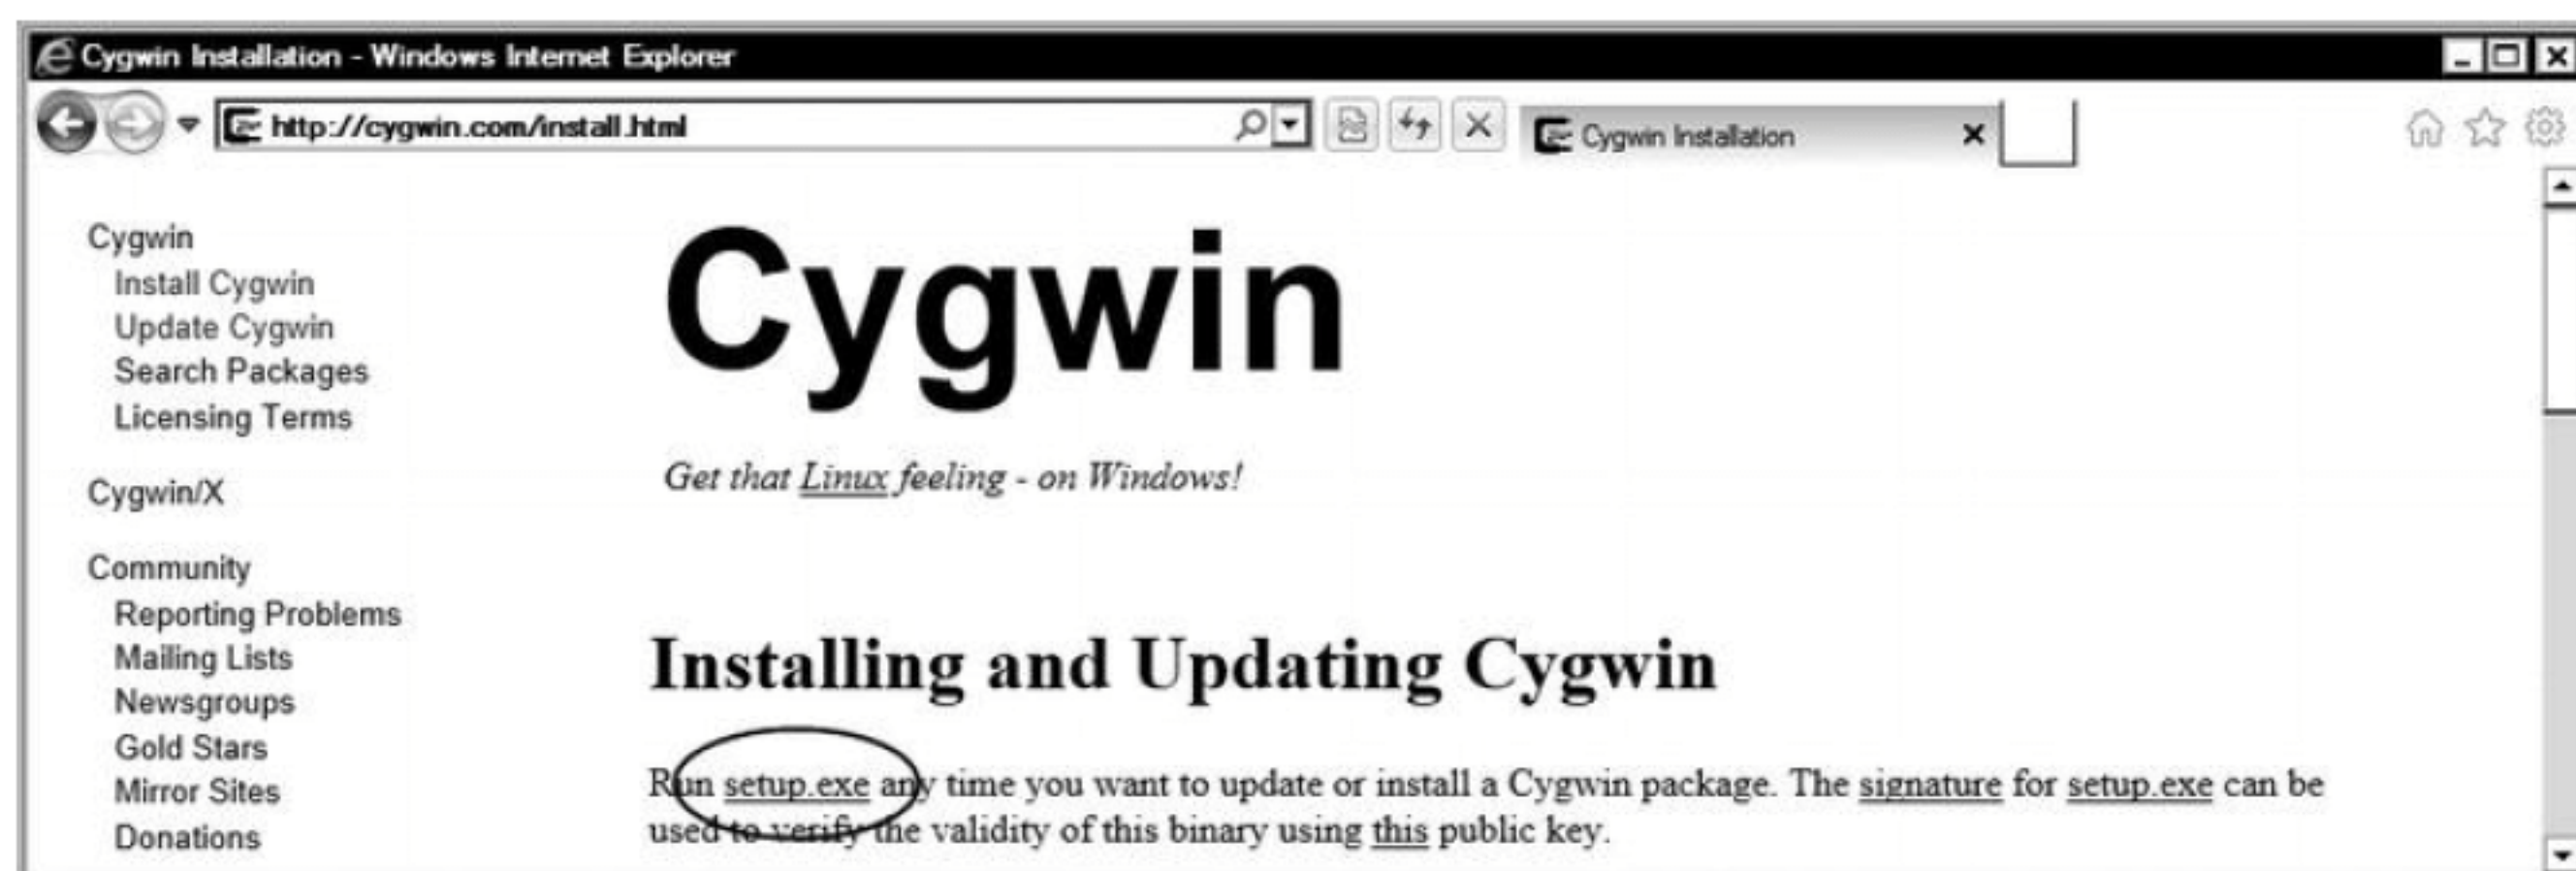 Cygwin Installation - Windows Internet Explorer
http://cygwin.com/install.html
Cygwin Installation
Cygwin
Install Cygwin
Update Cygwin
Search Packages
Licensing Terms
Cygwin/X
Community
Reporting Problems
Mailing Lists
Newsgroups
Gold Stars
Mirror Sites
Donations
Cygwin
Get that Linux feeling - on Windows!
Installing and Updating Cygwin
Run setup.exe any time you want to update or install a Cygwin package. The signature for setup.exe can be
used to verify the validity of this binary using this public key.